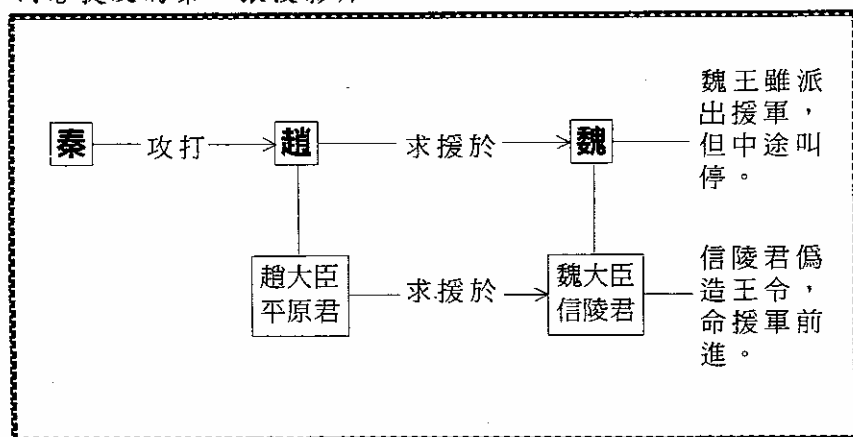 秦 攻打 趙 求援於 魏
魏王雖派
出援軍，
但中途叫
停。
趙大臣
平原君
求援於
魏大臣
信陵君
信陵君偽
造王令，
命援軍前
進。